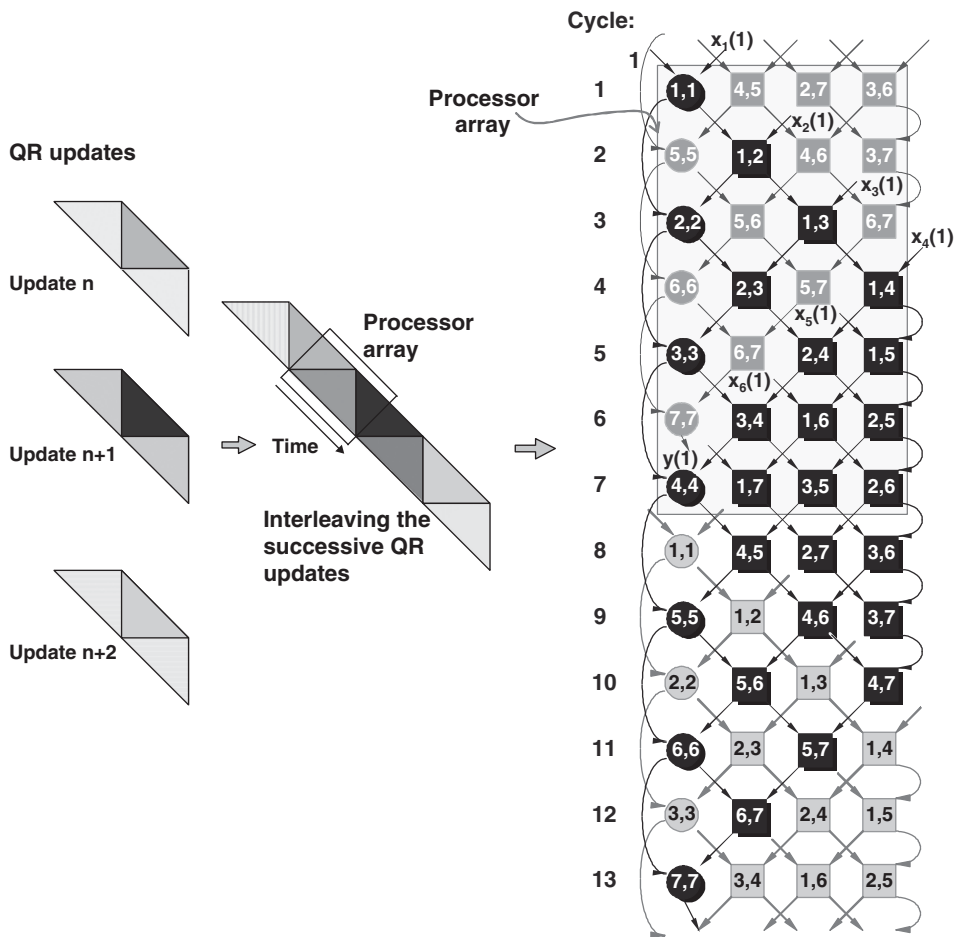 QR updates
Update n
Update n+1
Update n+2
Time
Processor
array
Interleaving the
successive QR
updates
Cycle:
Processor
array
1
x1(1)
1 1,1 4,5 2,7 3,6
x2(1)
2 5,5 1,2 4,6 3,7
x3(1)
3 2,2 5,6 1,3 6,7
x4(1)
4 6,6 2,3 5,7 1,4
x5(1)
5 3,3 6,7 2,4 1,5
x6(1)
6 7,7 3,4 1,6 2,5
y(1)
7 4,4 1,7 3,5 2,6
8 1,1 4,5 2,7 3,6
9 5,5 1,2 4,6 3,7
10 2,2 5,6 1,3 4,7
11 6,6 2,3 5,7 1,4
12 3,3 6,7 2,4 1,5
13 7,7 3,4 1,6 2,5